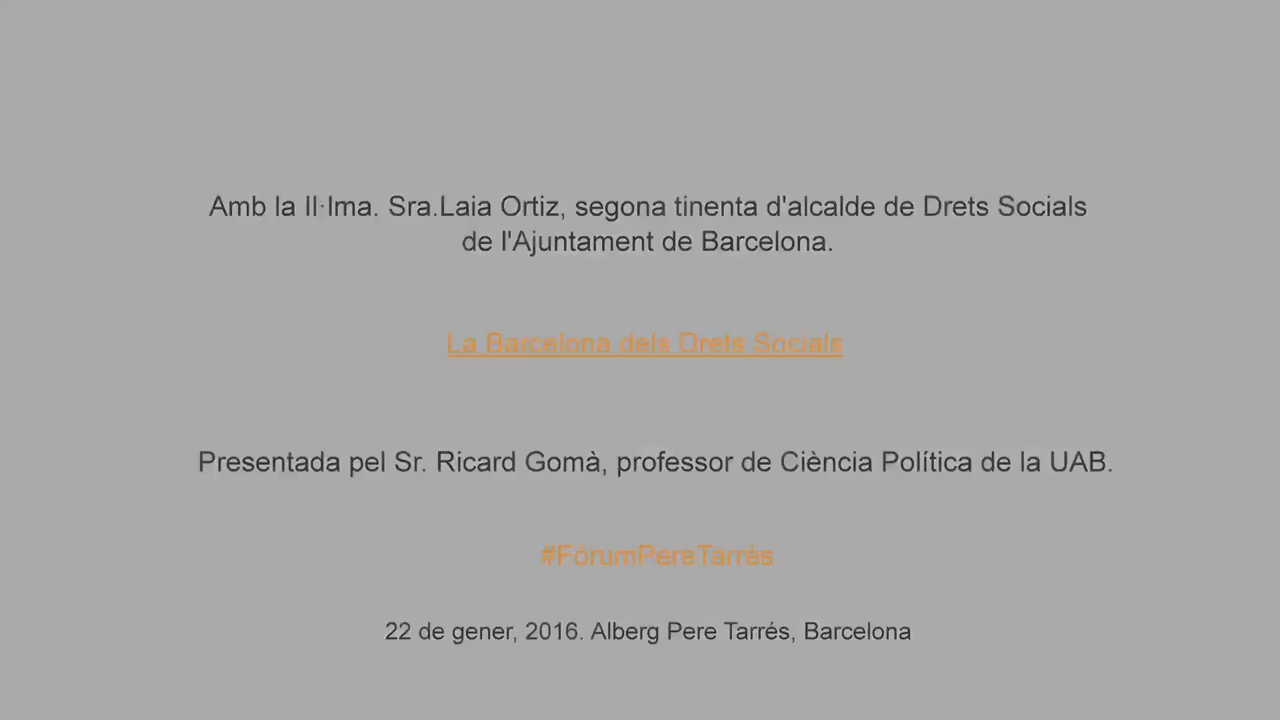 Amb la Il·lma. Sra.Laia Ortiz, segona tinenta d'alcalde de Drets Socials
de l'Ajuntament de Barcelona.
La Barcelona dels Drets Socials
Presentada pel Sr. Ricard Gomà, professor de Ciència Política de la UAB.
#FòrumPereTarrés
22 de gener, 2016. Alberg Pere Tarrés, Barcelona